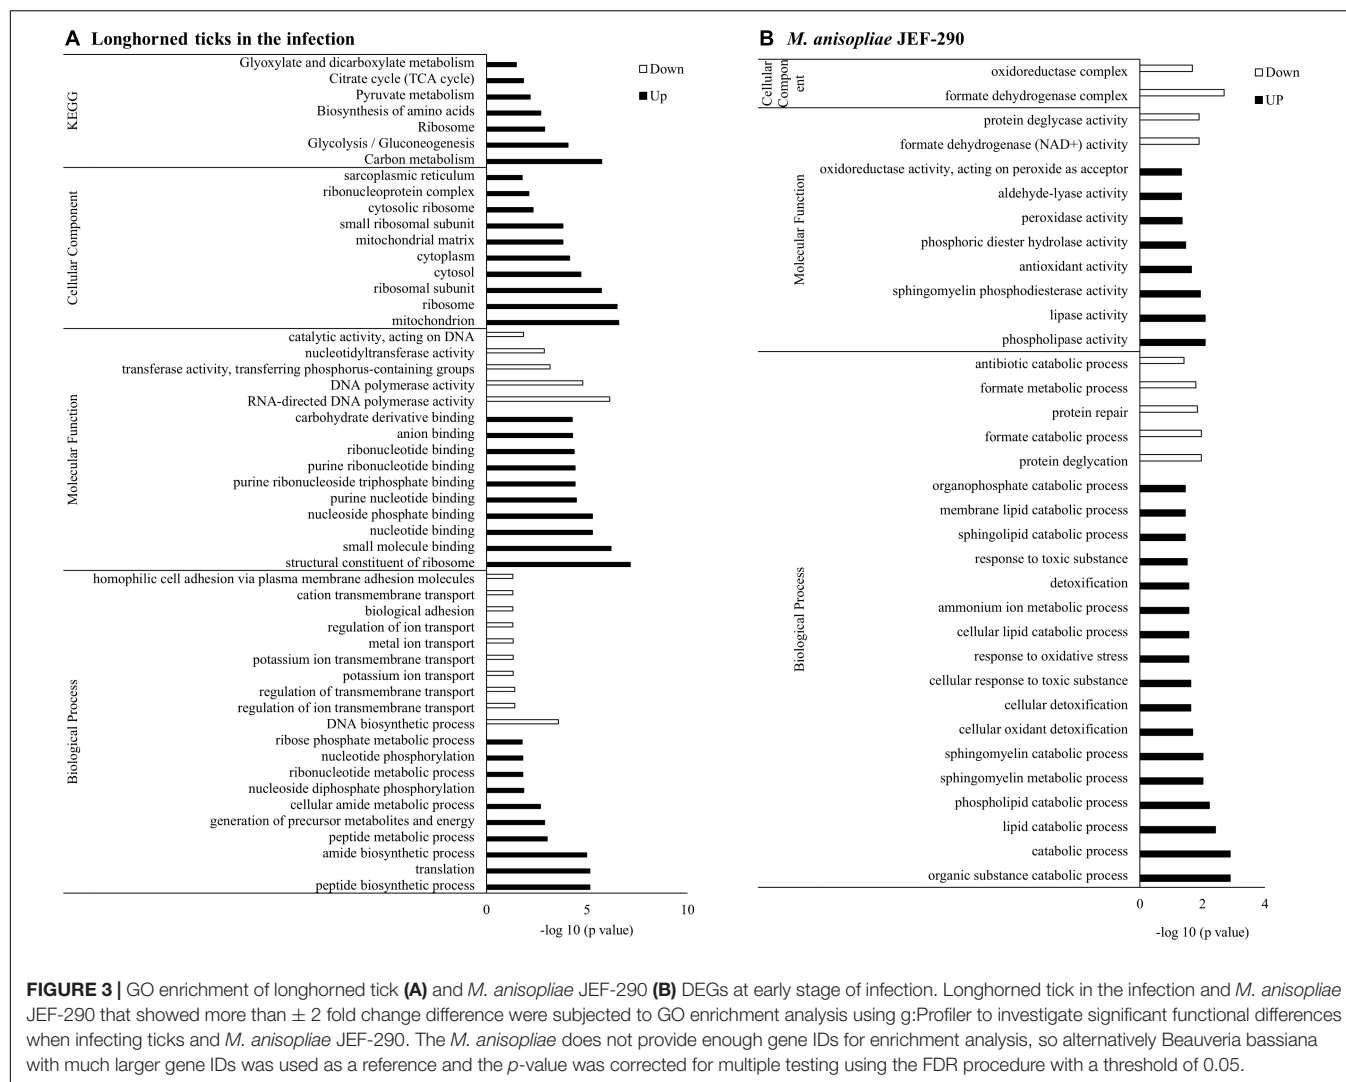 A Longhorned ticks in the infection
Down
Up
KEGG
Glyoxylate and dicarboxylate metabolism
Citrate cycle (TCA cycle)
Pyruvate metabolism
Biosynthesis of amino acids
Ribosome
Glycolysis / Gluconeogenesis
Carbon metabolism
Cellular Component
sarcoplasmic reticulum
ribonucleoprotein complex
cytosolic ribosome
small ribosomal subunit
mitochondrial matrix
cytoplasm
cytosol
ribosomal subunit
ribosome
mitochondrion
Molecular Function
catalytic activity, acting on DNA
nucleotidyltransferase activity
transferase activity, transferring phosphorus-containing groups
DNA polymerase activity
RNA-directed DNA polymerase activity
carbohydrate derivative binding
anion binding
ribonucleotide binding
purine ribonucleotide binding
purine ribonucleoside triphosphate binding
purine nucleotide binding
nucleoside phosphate binding
nucleotide binding
small molecule binding
structural constituent of ribosome
Biological Process
homophilic cell adhesion via plasma membrane adhesion molecules
cation transmembrane transport
biological adhesion
regulation of ion transport
metal ion transport
potassium ion transmembrane transport
potassium ion transport
regulation of transmembrane transport
regulation of ion transmembrane transport
DNA biosynthetic process
ribose phosphate metabolic process
nucleotide phosphorylation
ribonucleotide metabolic process
nucleoside diphosphate phosphorylation
cellular amide metabolic process
generation of precursor metabolites and energy
peptide metabolic process
amide biosynthetic process
translation
peptide biosynthetic process
0 5 10
-log 10 (p value)
B M. anisopliae JEF-290
Down
UP
Cellular
Compon
ent
oxidoreductase complex
formate dehydrogenase complex
Molecular Function
protein deglycase activity
formate dehydrogenase (NAD+) activity
oxidoreductase activity, acting on peroxide as acceptor
aldehyde-lyase activity
peroxidase activity
phosphoric diester hydrolase activity
antioxidant activity
sphingomyelin phosphodiesterase activity
lipase activity
phospholipase activity
Biological Process
antibiotic catabolic process
formate metabolic process
protein repair
formate catabolic process
protein deglycation
organophosphate catabolic process
membrane lipid catabolic process
sphingolipid catabolic process
response to toxic substance
detoxification
ammonium ion metabolic process
cellular lipid catabolic process
response to oxidative stress
cellular response to toxic substance
cellular detoxification
cellular oxidant detoxification
sphingomyelin catabolic process
sphingomyelin metabolic process
phospholipid catabolic process
lipid catabolic process
catabolic process
organic substance catabolic process
0 2 4
-log 10 (p value)
FIGURE 3 | GO enrichment of longhorned tick (A) and M. anisopliae JEF-290 (B) DEGs at early stage of infection. Longhorned tick in the infection and M. anisopliae
JEF-290 that showed more than ± 2 fold change difference were subjected to GO enrichment analysis using g:Profiler to investigate significant functional differences
when infecting ticks and M. anisopliae JEF-290. The M. anisopliae does not provide enough gene IDs for enrichment analysis, so alternatively Beauveria bassiana
with much larger gene IDs was used as a reference and the p-value was corrected for multiple testing using the FDR procedure with a threshold of 0.05.